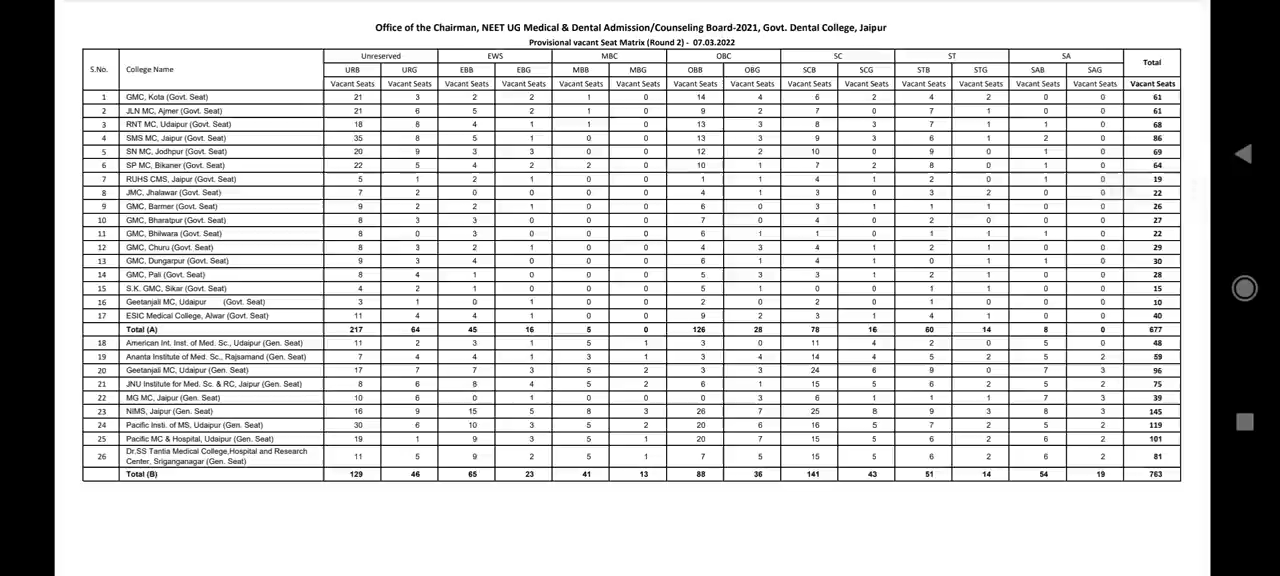 Office of the Chairman, NEET UG Medical & Dental Admission/Counseling Board-2021, Govt. Dental College, Jaipur
Provisional vacant Seat Matrix (Round 2) - 07.03.2022
S.No. College Name Unreserved EWS MBC OBC SC ST SA Total
URB URG EBB EBG MBB MBG OBB OBG SCB SCG STB STG SAB SAG
Vacant Seats Vacant Seats Vacant Seats Vacant Seats Vacant Seats Vacant Seats Vacant Seats Vacant Seats Vacant Seats Vacant Seats Vacant Seats Vacant Seats Vacant Seats Vacant Seats Vacant Seats
1 GMC, Kota (Govt. Seat) 21 3 2 2 1 0 14 4 6 2 4 2 0 0 61
2 JLN MC, Ajmer (Govt. Seat) 21 6 5 2 1 0 9 2 7 0 7 1 0 0 61
3 RNT MC, Udaipur (Govt. Seat) 18 8 4 1 1 0 13 3 8 3 7 1 1 0 68
4 SMS MC, Jaipur (Govt. Seat) 35 8 5 1 0 0 13 3 9 3 6 1 2 0 86
5 SN MC, Jodhpur (Govt. Seat) 20 9 3 3 0 0 12 2 10 0 9 0 1 0 69
6 SP MC, Bikaner (Govt. Seat) 22 5 4 2 2 0 10 1 7 2 8 0 1 0 64
7 RUHS CMS, Jaipur (Govt. Seat) 5 1 2 1 0 0 1 1 4 1 2 0 1 0 19
8 JMC, Jhalawar (Govt. Seat) 7 2 0 0 0 0 4 1 3 0 3 2 0 0 22
9 GMC, Barmer (Govt. Seat) 9 2 2 1 0 0 6 0 3 1 1 1 0 0 26
10 GMC, Bharatpur (Govt. Seat) 8 3 3 0 0 0 7 0 4 0 2 0 0 0 27
11 GMC, Bhilwara (Govt. Seat) 8 0 3 0 0 0 6 1 1 0 1 1 1 0 22
12 GMC, Churu (Govt. Seat) 8 3 2 1 0 0 4 3 4 1 2 1 0 0 29
13 GMC, Dungarpur (Govt. Seat) 9 3 4 0 0 0 6 1 4 1 0 1 1 0 30
14 GMC, Pali (Govt. Seat) 8 4 1 0 0 0 5 3 3 1 2 1 0 0 28
15 S.K. GMC, Sikar (Govt. Seat) 4 2 1 0 0 0 5 1 0 0 1 0 0 0 15
16 Geetanjali MC, Udaipur (Govt. Seat) 3 1 0 1 0 0 2 0 2 0 1 0 0 0 10
17 ESIC Medical College, Alwar (Govt. Seat) 11 4 4 1 0 0 9 2 3 1 4 1 0 0 40
Total (A) 217 64 45 16 5 0 126 28 78 16 60 14 8 0 677
18 American Int. Inst. of Med. Sc., Udaipur (Gen. Seat) 11 2 3 1 5 1 3 0 11 4 2 0 5 0 48
19 Ananta Institute of Med. Sc., Rajsamand (Gen. Seat) 7 4 4 1 3 1 3 4 14 4 5 2 5 2 59
20 Geetanjali MC, Udaipur (Gen. Seat) 17 7 7 3 5 2 3 3 24 6 9 0 7 3 96
21 JNU Institute for Med. Sc. & RC, Jaipur (Gen. Seat) 8 6 8 4 5 2 6 1 15 5 6 2 5 2 75
22 MG MC, Jaipur (Gen. Seat) 10 6 0 1 0 0 0 3 6 1 1 1 7 3 39
23 NIMS, Jaipur (Gen. Seat) 16 9 15 5 8 3 26 7 25 8 9 3 8 3 145
24 Pacific Insti. of MS, Udaipur (Gen. Seat) 30 6 10 3 5 2 20 6 16 5 7 2 5 2 119
25 Pacific MC & Hospital, Udaipur (Gen. Seat) 19 1 9 3 5 1 20 7 15 5 6 2 6 2 101
26 Dr.SS Tantia Medical College,Hospital and Research
Center, Sriganganagar (Gen. Seat) 11 5 9 2 5 1 7 5 15 5 6 2 6 2 81
Total (B) 129 46 65 23 41 13 88 36 141 43 51 14 54 19 763